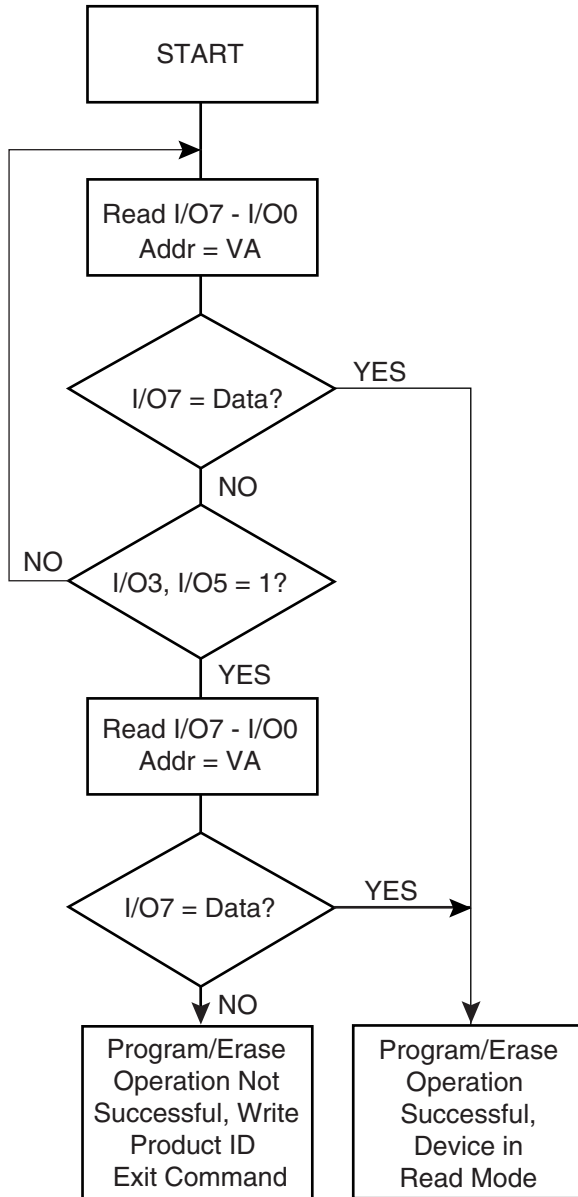 START
Read I/O7 - I/O0
Addr = VA
I/O7 = Data?
YES
NO
I/O3, I/O5 = 1?
NO
YES
Read I/O7 - I/O0
Addr = VA
I/O7 = Data?
YES
NO
Program/Erase
Operation Not
Successful, Write
Product ID
Exit Command
Program/Erase
Operation
Successful,
Device in
Read Mode